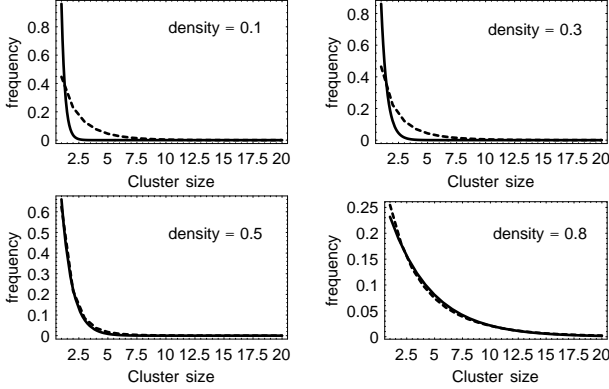 density = 0.1
frequency
0.8
0.6
0.4
0.2
0
2.5 5 7.5 10 12.5 15 17.5 20
Cluster size
density = 0.3
frequency
0.8
0.6
0.4
0.2
0
2.5 5 7.5 10 12.5 15 17.5 20
Cluster size
density = 0.5
frequency
0.6
0.5
0.4
0.3
0.2
0.1
0
2.5 5 7.5 10 12.5 15 17.5 20
Cluster size
density = 0.8
frequency
0.25
0.2
0.15
0.1
0.05
0
2.5 5 7.5 10 12.5 15 17.5 20
Cluster size